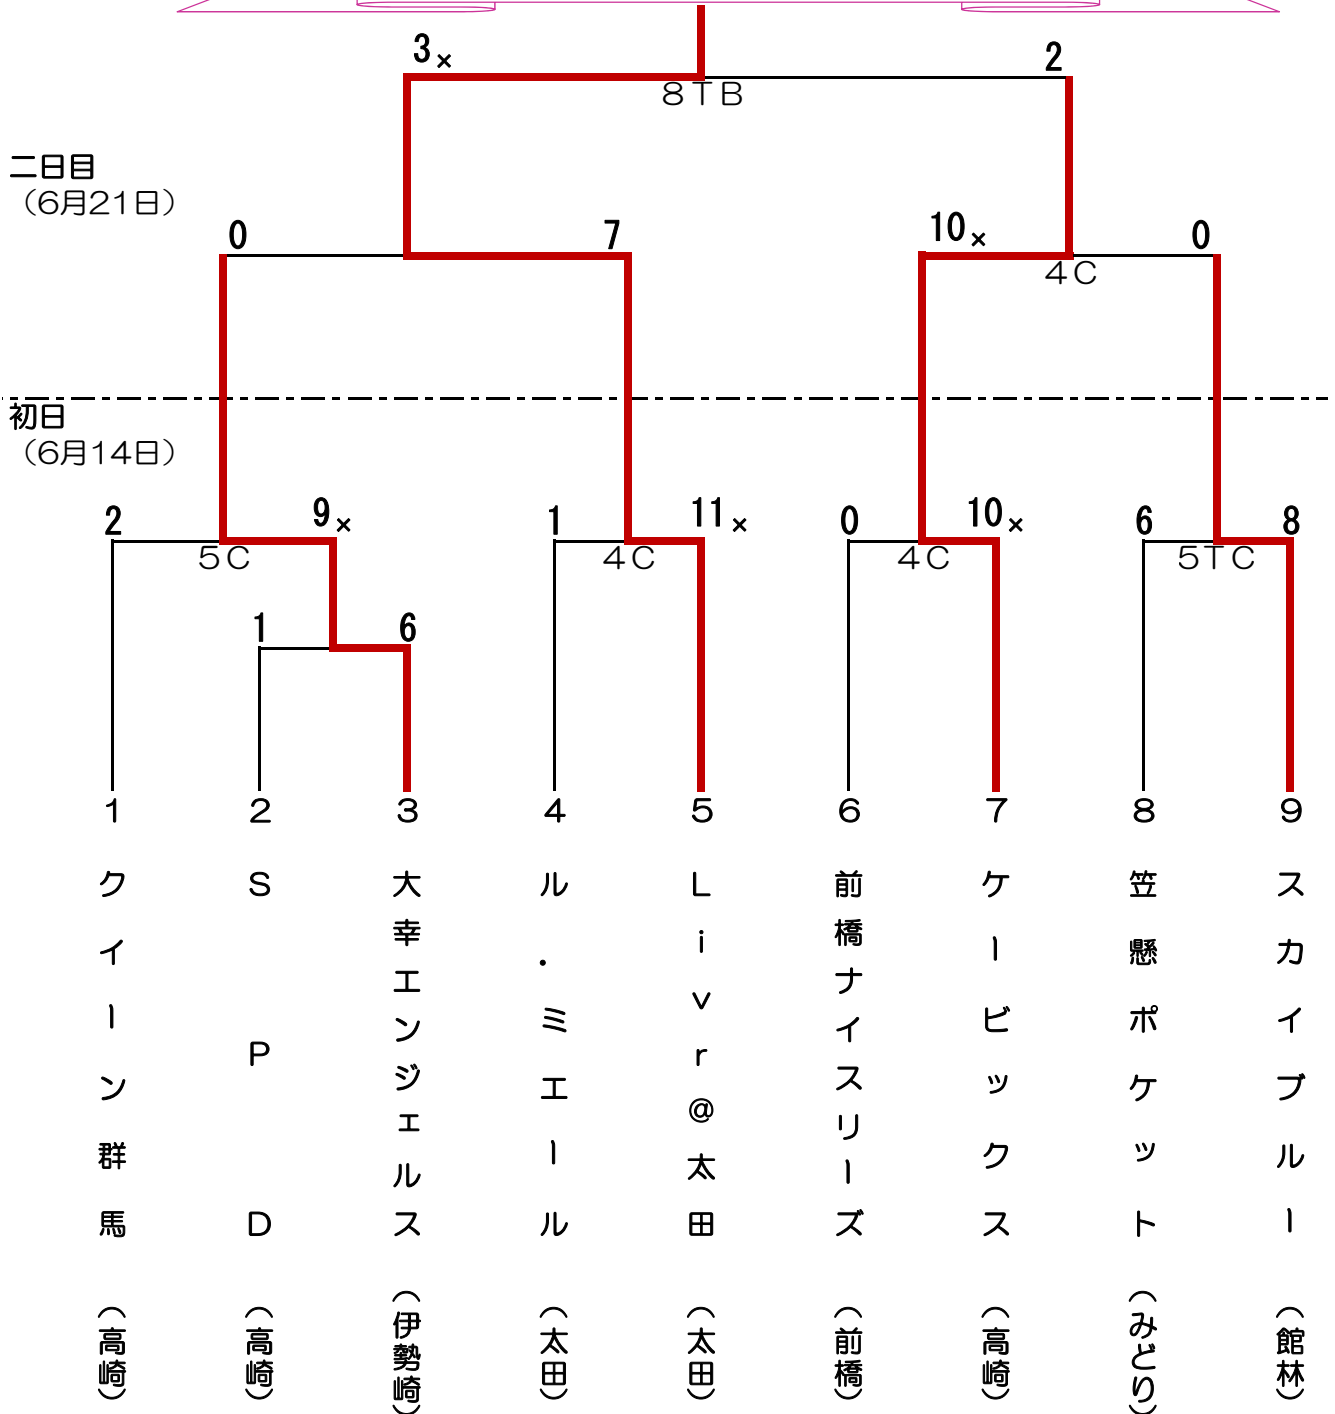 3× 2
8TB
二日目
（6月21日）
0 7 10× 0
4C
初日
（6月14日）
2 9× 1 11× 0 10× 6 8
5C 4C 4C 5TC
1 6
1 2 3 4 5 6 7 8 9
クイーン群馬（高崎）
SPD（高崎）
大幸エンジェルス（伊勢崎）
ル・ミエール（太田）
Livr@太田（太田）
前橋ナイスリーズ（前橋）
ケービックス（高崎）
笠懸ポケット（みどり）
スカイブルー（館林）